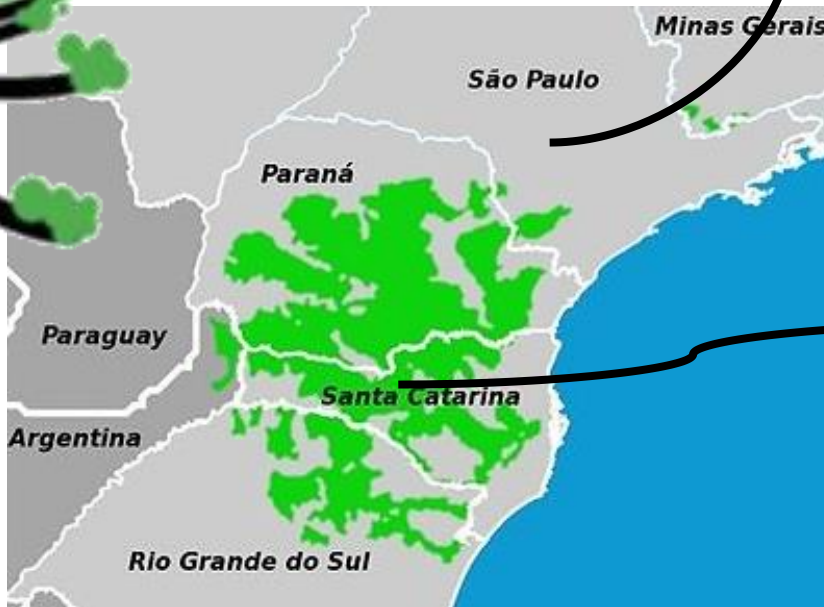 Minas Gerais
São Paulo
Paraná
Paraguay
Santa Catarina
Argentina
Rio Grande do Sul